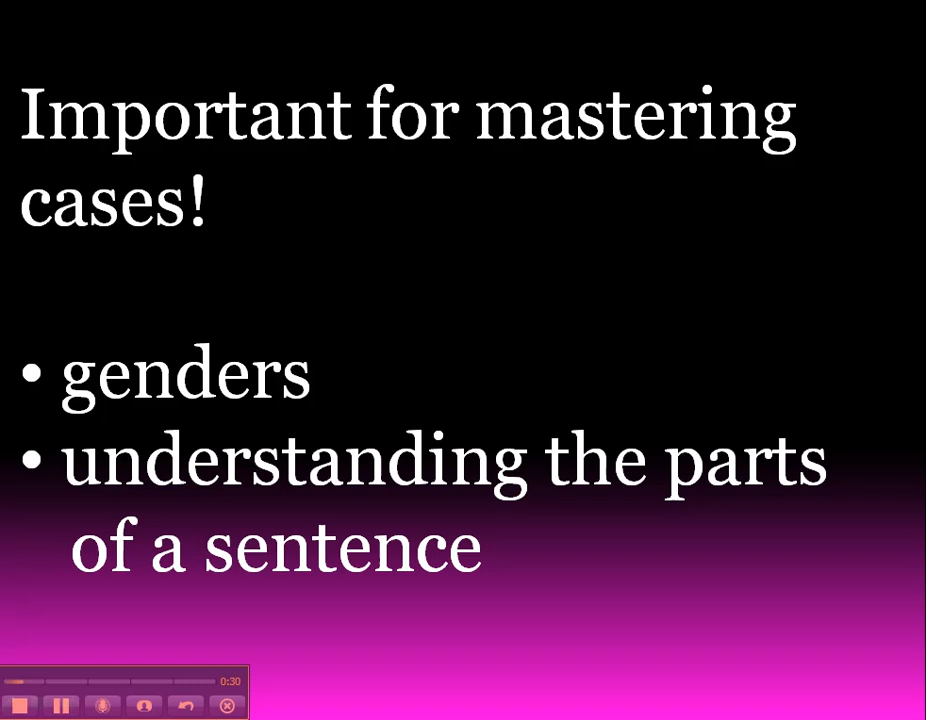 Important for mastering
cases!
• genders
• understanding the parts
of a sentence
0:30